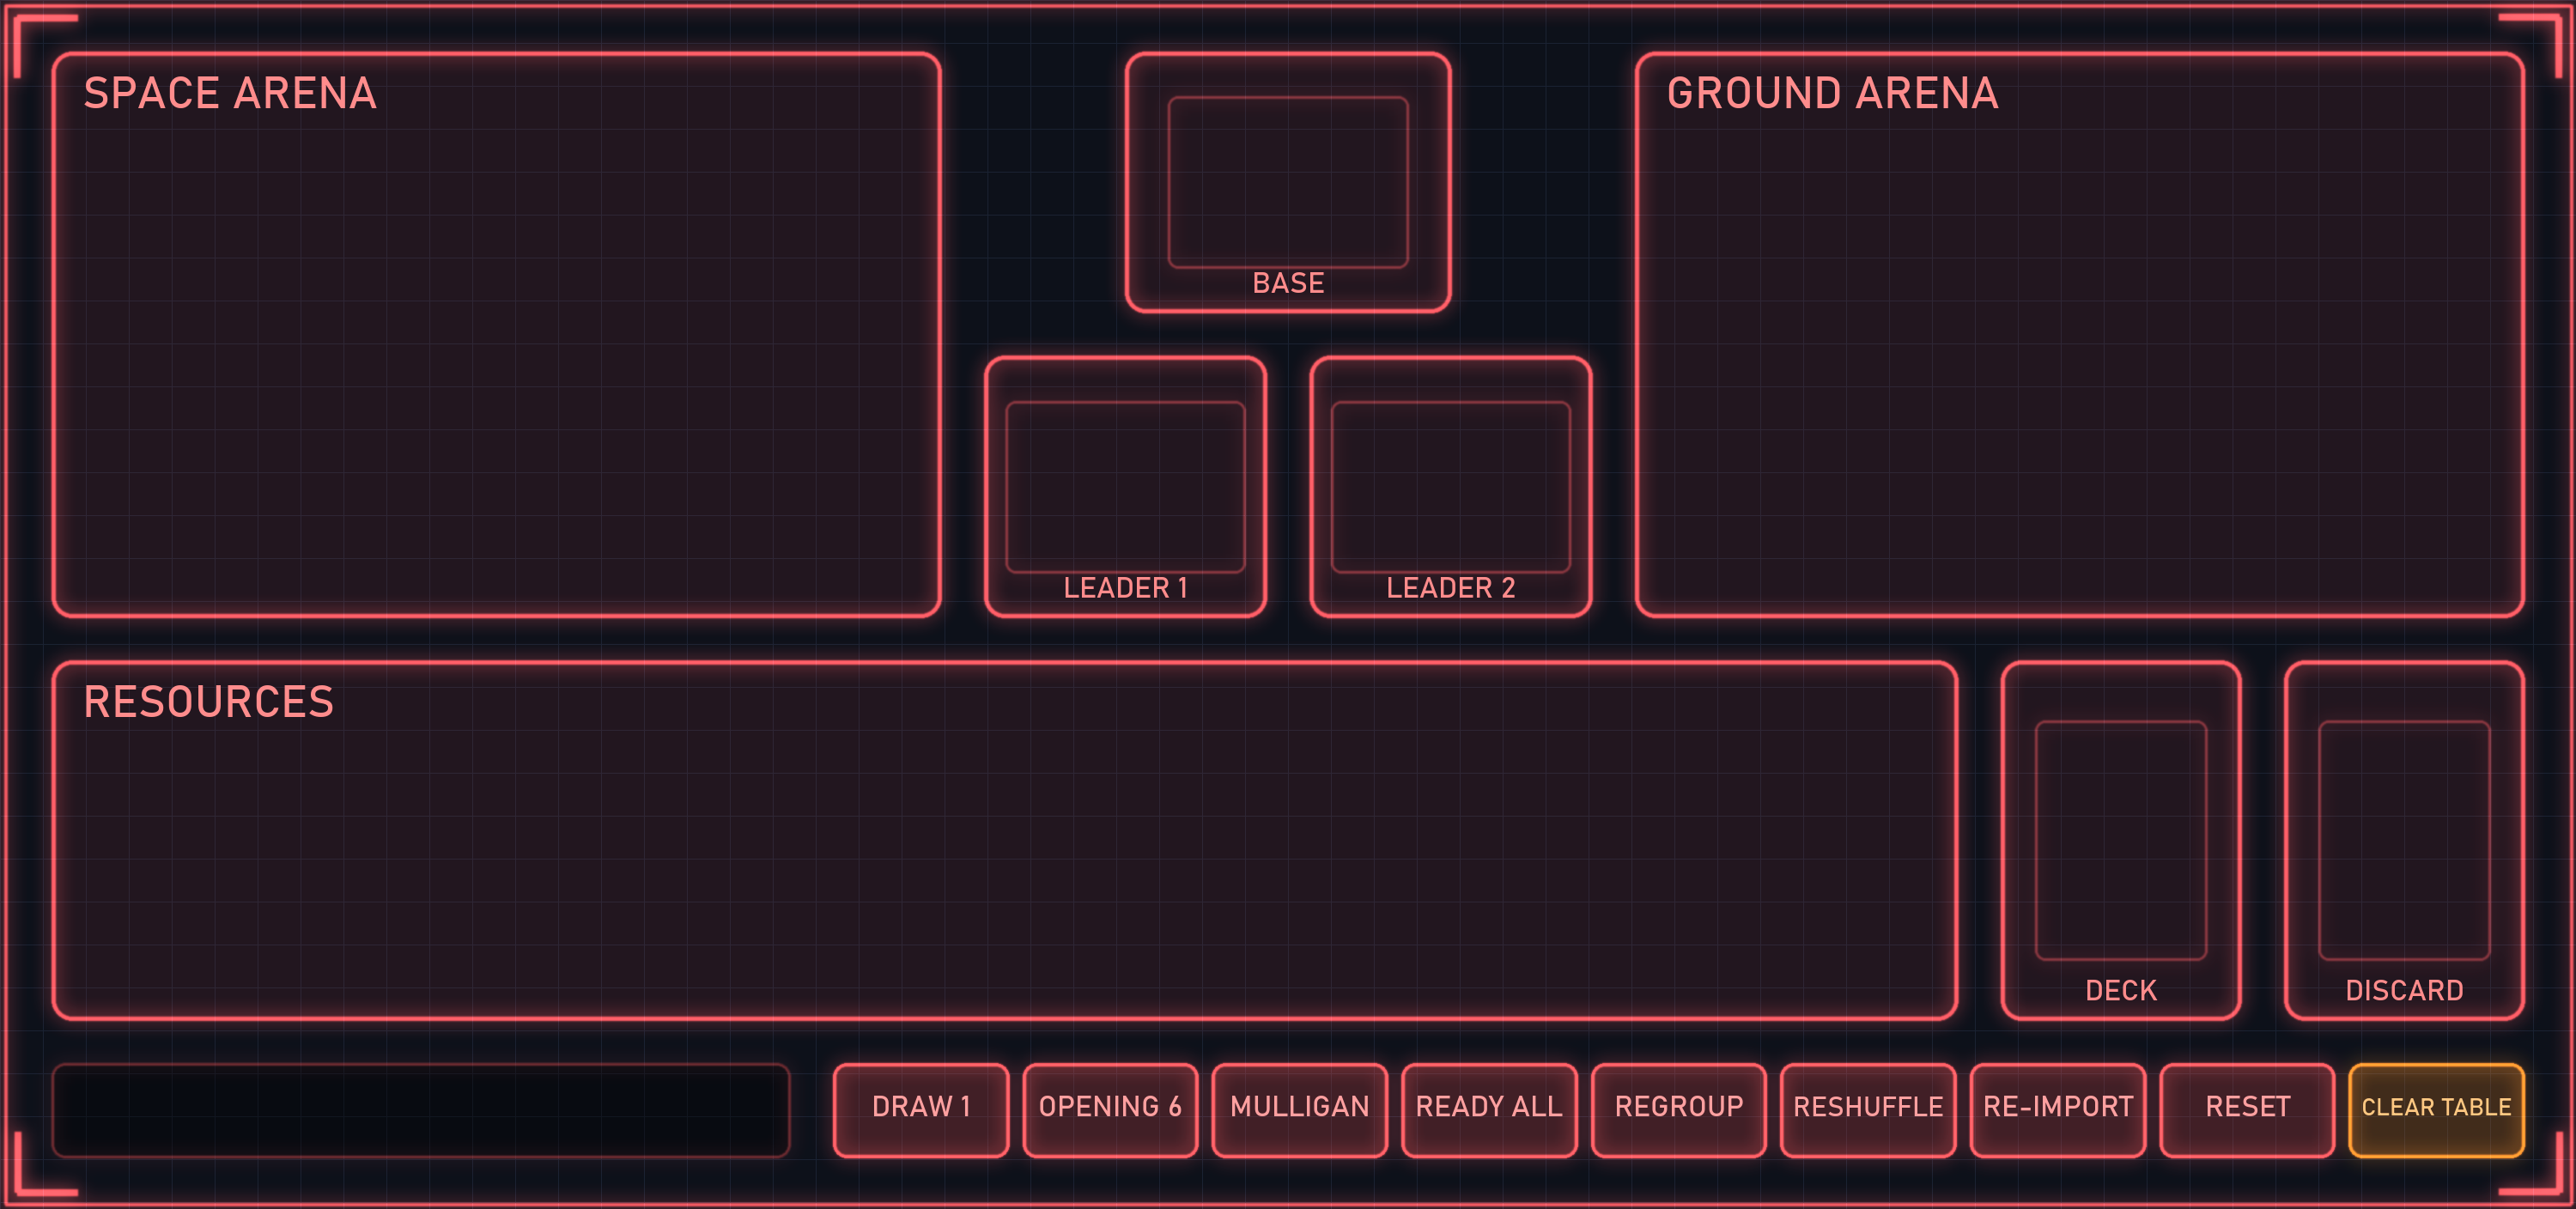 SPACE ARENA
GROUND ARENA
BASE
LEADER 1
LEADER 2
RESOURCES
DECK
DISCARD
DRAW 1
OPENING 6
MULLIGAN
READY ALL
REGROUP
RESHUFFLE
RE-IMPORT
RESET
CLEAR TABLE